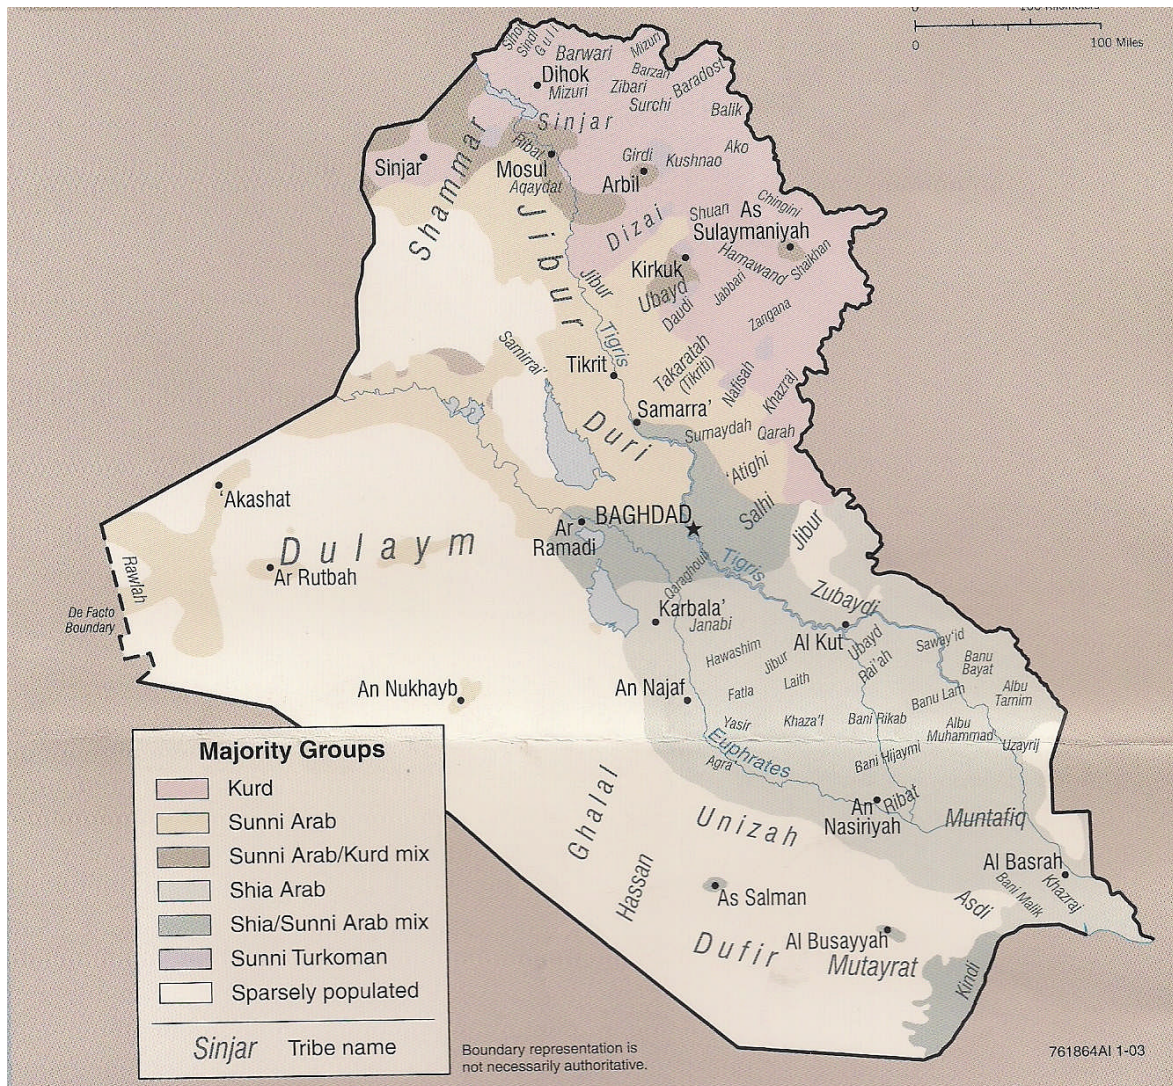 0
100 Kilometers
0
100 Miles
Sihoh
Sindi
Guli
Barwari
Mizuri
Barzan
Baradost
Dihok
Mizuri
Zibari
Surchi
Balik
Sinjar
Shammar
Ribat
Sinjar
Mosul
Aqaydat
Girdi
Kushnao
Ako
Arbil
Jibur
Dizai
Shuan
As
Sulaymaniyah
Chingini
Hamawand
Shaikhan
Kirkuk
Ubayd
Daudi
Jabbari
Zangana
Jibur
Tigris
Samirrai'
Tikrit
Takaratah
(Tikriti)
Nafisah
Khazraj
Samarra'
Sumaydah
Qarah
Duri
'Atighi
'Akashat
Salhi
BAGHDAD
Ar
Ramadi
Jibur
Dulaym
Ar Rutbah
Rawlah
De Facto
Boundary
Tigris
Qaraghoul
Zubaydi
Karbala'
Janabi
Al Kut
Ubayd
Rai'ah
Saway'id
Banu
Bayat
Hawashim
Jibur
Laith
Albu
Tamim
An Nukhayb
An Najaf
Fatla
Banu Lam
Yasir
Khaza'l
Bani Rikab
Albu
Muhammad
Uzayrij
Euphrates
Agra
Bani Hijaymi
Ghalal
Unizah
An
Nasiriyah
Ribat
Muntafiq
Al Basrah
Hassan
As Salman
Asdi
Bani Malik
Khazraj
Dufir
Al Busayyah
Mutayrat
Kindi
Majority Groups
Kurd
Sunni Arab
Sunni Arab/Kurd mix
Shia Arab
Shia/Sunni Arab mix
Sunni Turkoman
Sparsely populated
Sinjar Tribe name
Boundary representation is
not necessarily authoritative.
761864AI 1-03